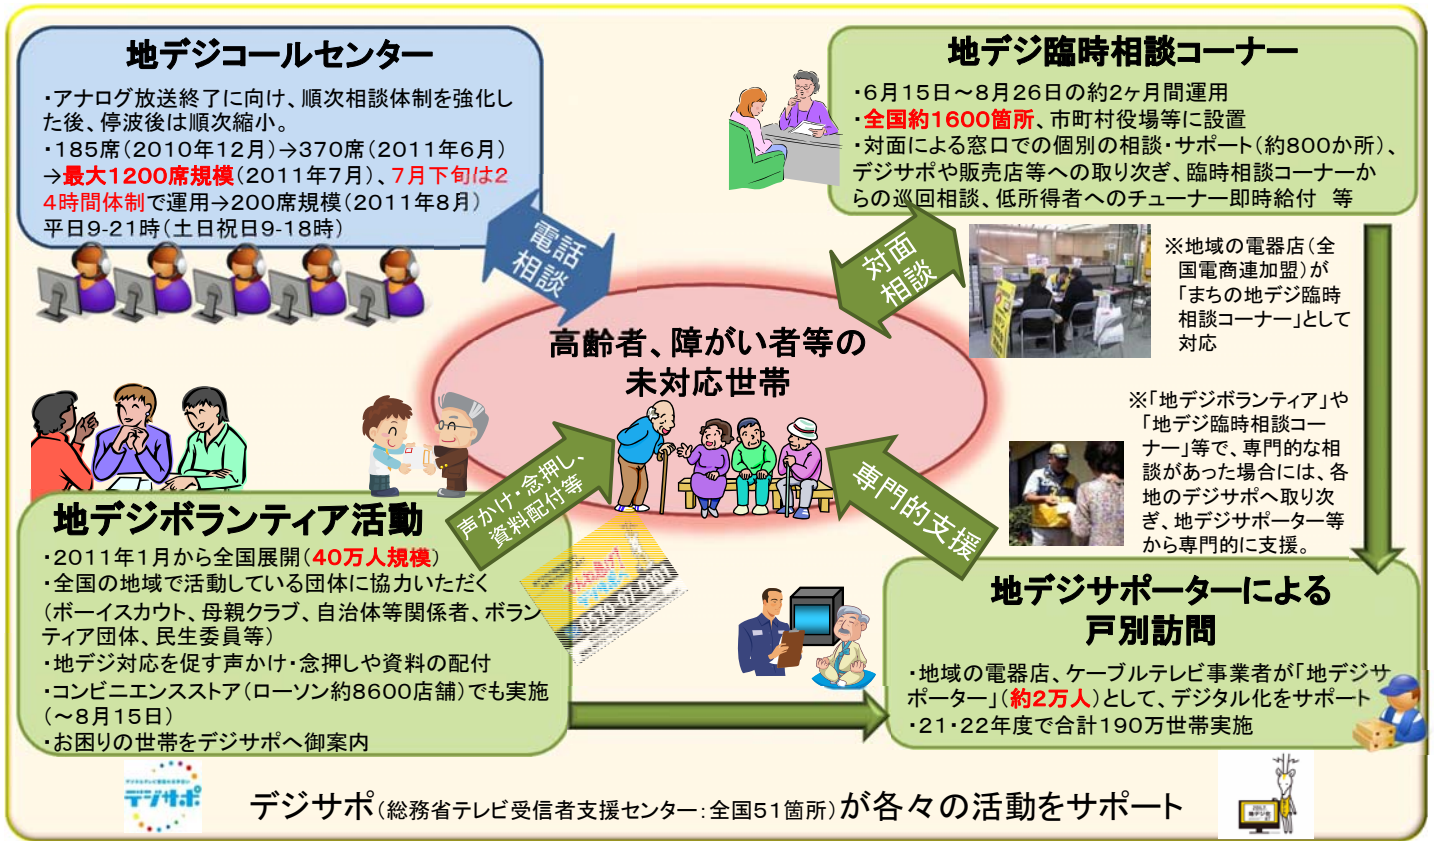 地デジコールセンター
・アナログ放送終了に向け、順次相談体制を強化し
た後、停波後は順次縮小。
・185席（2010年12月）→370席（2011年6月）
→最大1200席規模（2011年7月）、7月下旬は2
4時間体制で運用→200席規模（2011年8月）
平日9-21時（土日祝日9-18時）
電話
相談
地デジ臨時相談コーナー
・6月15日～8月26日の約2ヶ月間運用
・全国約1600箇所、市町村役場等に設置
・対面による窓口での個別の相談・サポート（約800か所）、
デジサポや販売店等への取り次ぎ、臨時相談コーナーか
らの巡回相談、低所得者へのチューナー即時給付　等
対面
相談
※地域の電器店（全
国電商連加盟）が
「まちの地デジ臨時
相談コーナー」として
対応
高齢者、障がい者等の
未対応世帯
※「地デジボランティア」や
「地デジ臨時相談コー
ナー」等で、専門的な相
談があった場合には、各
地のデジサポへ取り次
ぎ、地デジサポーター等
から専門的に支援。
声かけ・念押し、
資料配付等
専門的支援
地デジボランティア活動
・2011年1月から全国展開（40万人規模）
・全国の地域で活動している団体に協力いただく
（ボーイスカウト、母親クラブ、自治体等関係者、ボラン
ティア団体、民生委員等）
・地デジ対応を促す声かけ・念押しや資料の配付
・コンビニエンスストア（ローソン約8600店舗）でも実施
（～8月15日）
・お困りの世帯をデジサポへ御案内
地デジサポーターによる
戸別訪問
・地域の電器店、ケーブルテレビ事業者が「地デジサ
ポーター」（約2万人）として、デジタル化をサポート
・21・22年度で合計190万世帯実施
デジサポ
デジサポ（総務省テレビ受信者支援センター：全国51箇所）が各々の活動をサポート